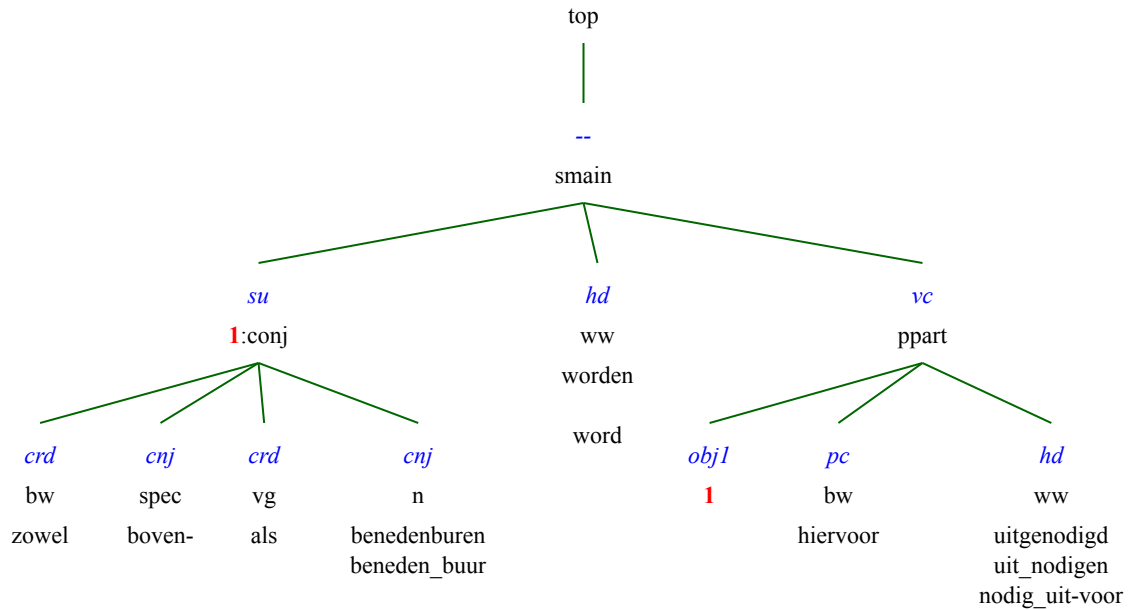 top
--
smain
su hd vc
1:conj ww ppart
worden
word
crd cnj crd cnj obj1 pc hd
bw spec vg n 1 bw ww
zowel boven- als benedenburen hiervoor uitgenodigd
beneden_buur uit_nodigen
nodig_uit-voor